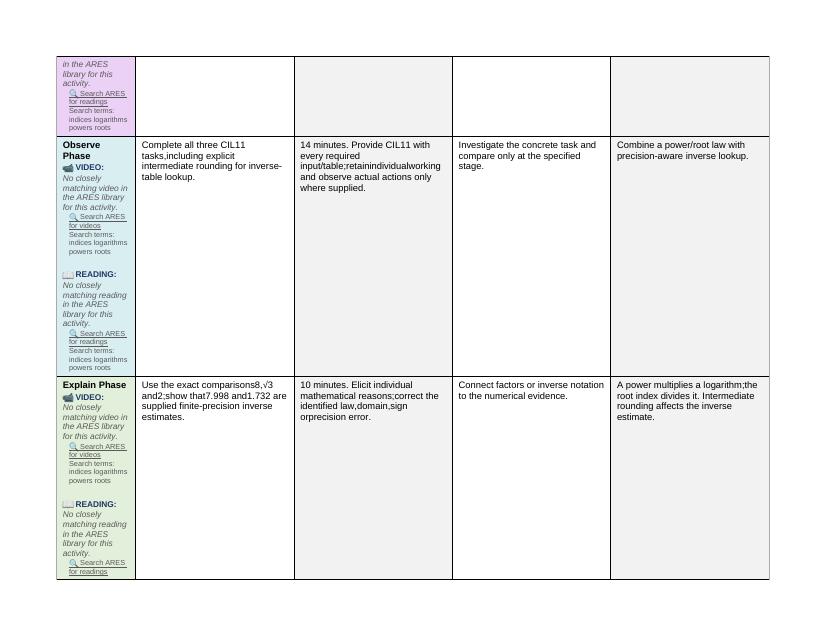 in the ARES
library for this
activity.
🔍 Search ARES
for readings
Search terms:
indices logarithms
powers roots
Observe
Phase
📹 VIDEO:
No closely
matching video in
the ARES library
for this activity.
🔍 Search ARES
for videos
Search terms:
indices logarithms
powers roots
📖 READING:
No closely
matching reading
in the ARES
library for this
activity.
🔍 Search ARES
for readings
Search terms:
indices logarithms
powers roots
Complete all three CIL11
tasks,including explicit
intermediate rounding for inverse-
table lookup.
14 minutes. Provide CIL11 with
every required
input/table;retainindividualworking
and observe actual actions only
where supplied.
Investigate the concrete task and
compare only at the specified
stage.
Combine a power/root law with
precision-aware inverse lookup.
Explain Phase
📹 VIDEO:
No closely
matching video in
the ARES library
for this activity.
🔍 Search ARES
for videos
Search terms:
indices logarithms
powers roots
📖 READING:
No closely
matching reading
in the ARES
library for this
activity.
🔍 Search ARES
for readings
Use the exact comparisons8,√3
and2;show that7.998 and1.732 are
supplied finite-precision inverse
estimates.
10 minutes. Elicit individual
mathematical reasons;correct the
identified law,domain,sign
orprecision error.
Connect factors or inverse notation
to the numerical evidence.
A power multiplies a logarithm;the
root index divides it. Intermediate
rounding affects the inverse
estimate.